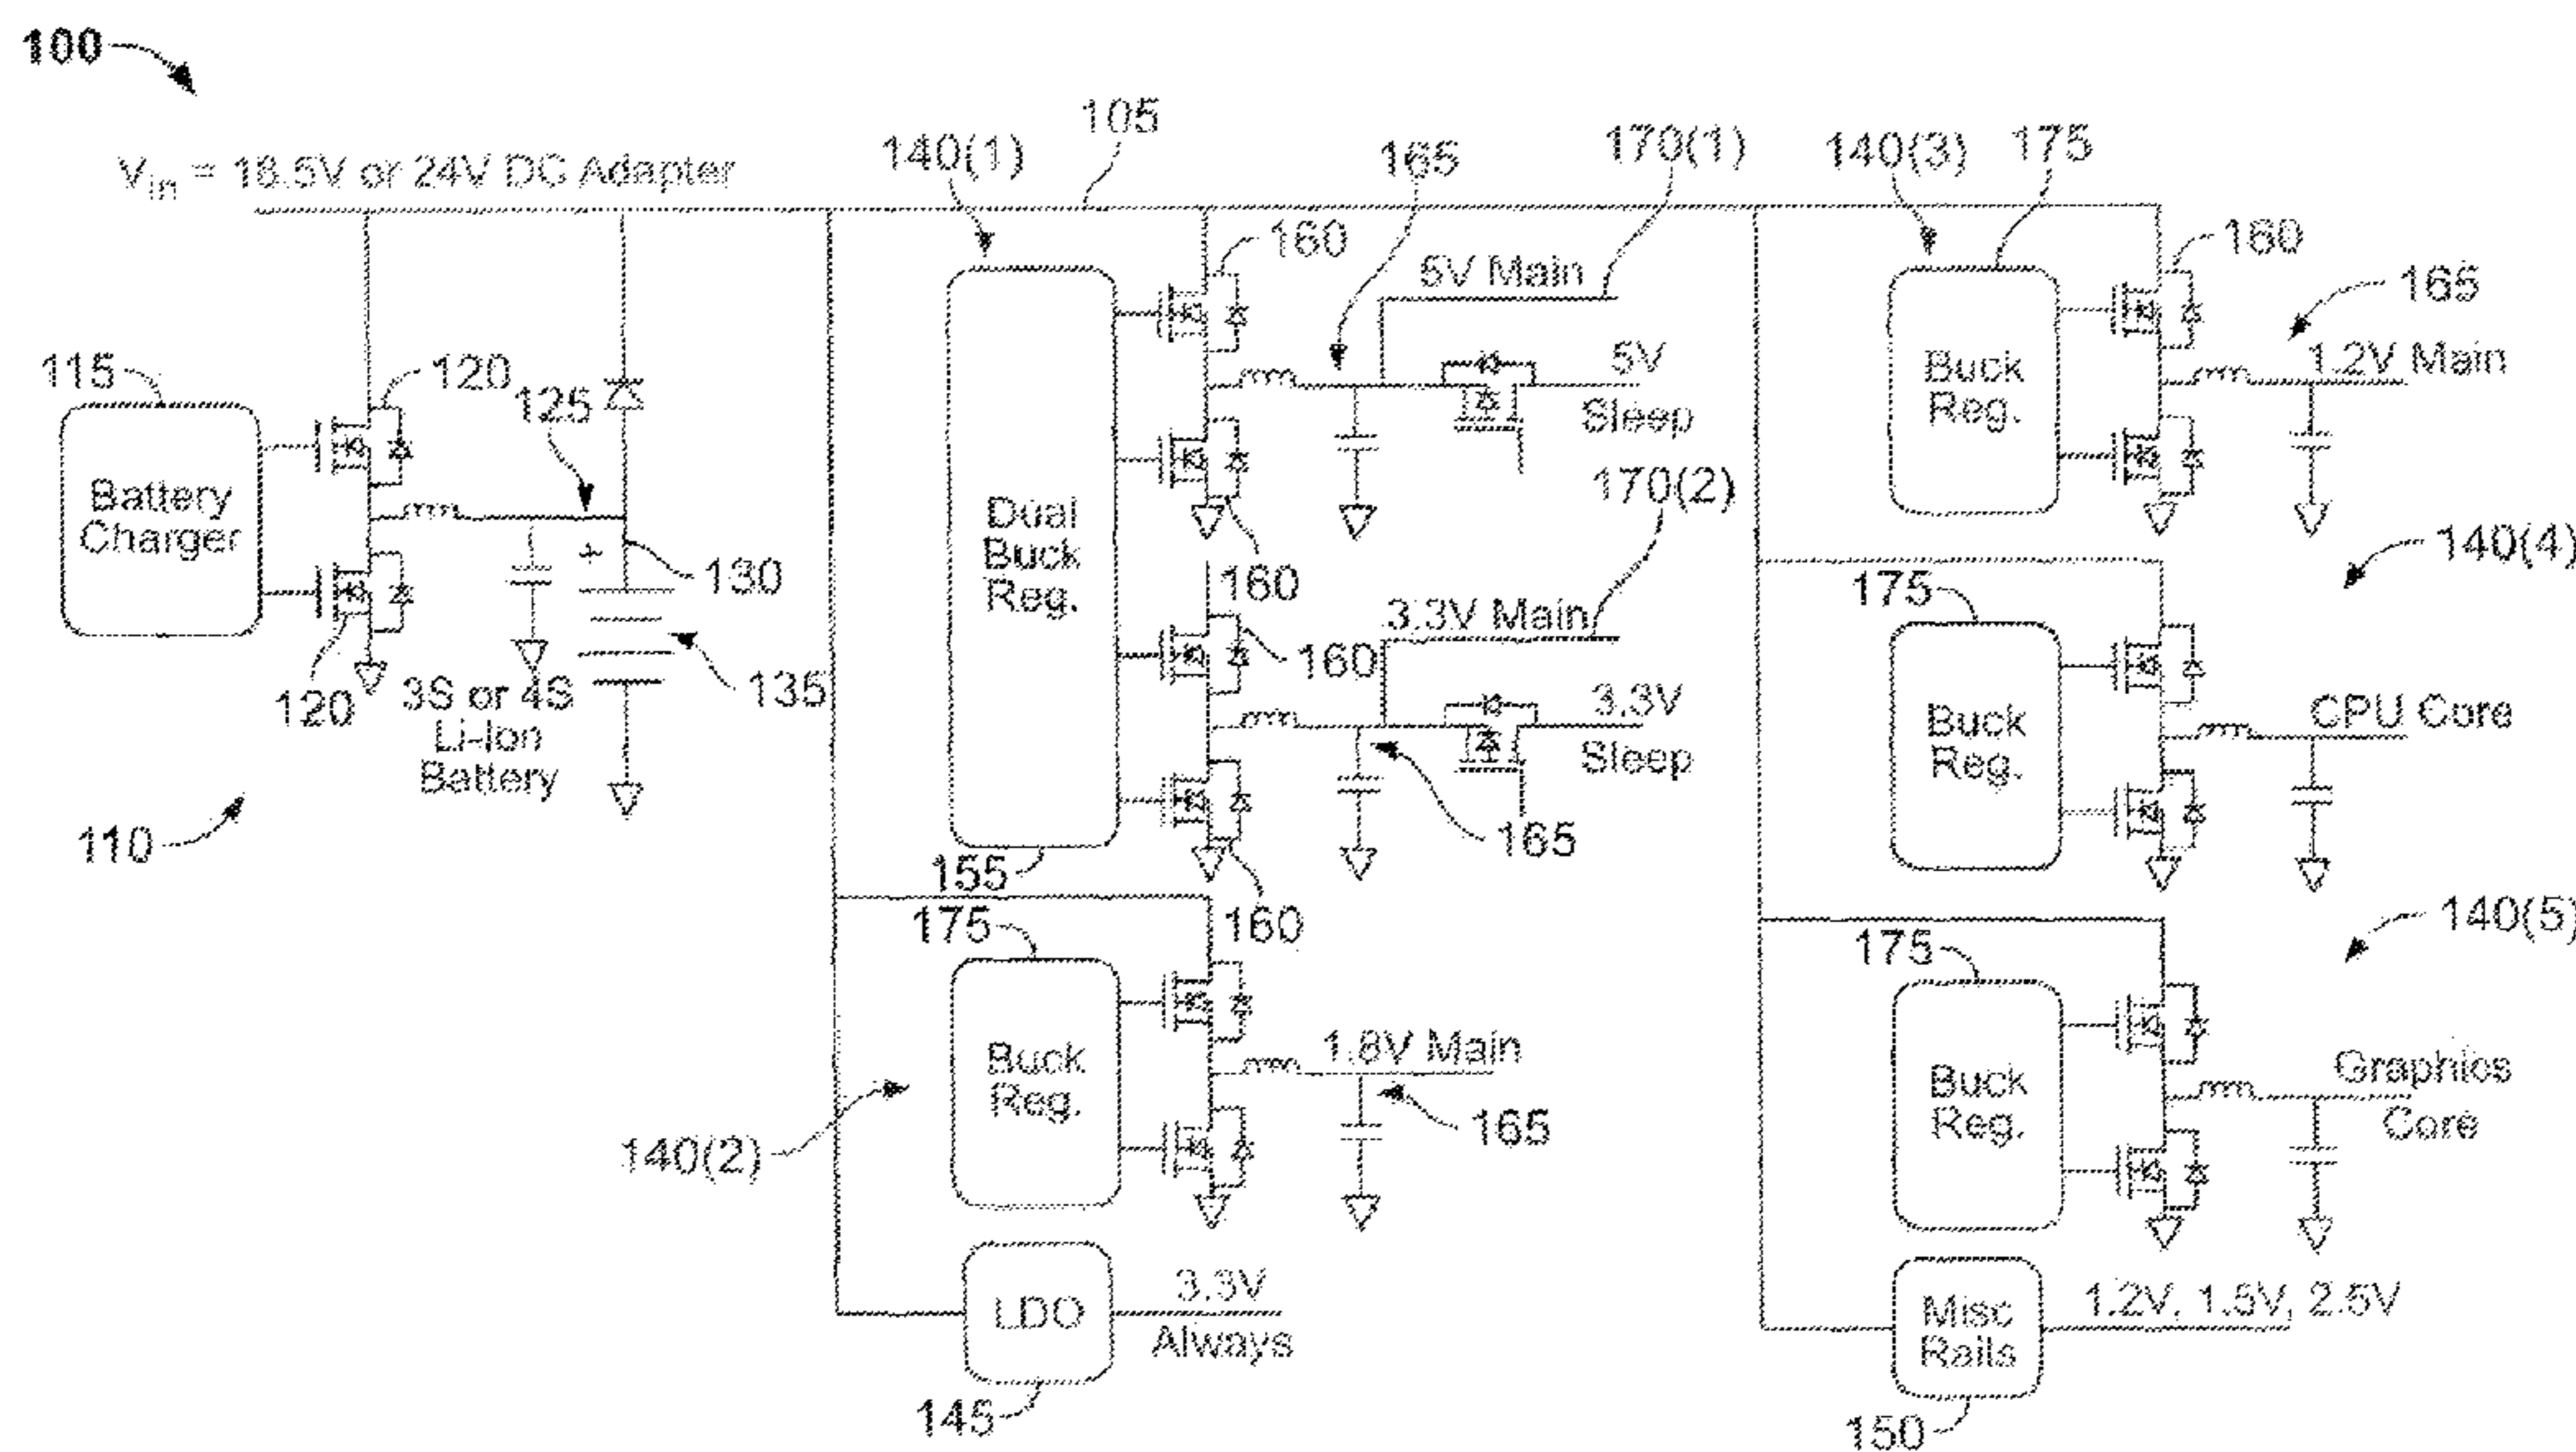 100
V_in = 18.5V or 24V DC Adapter
140(1)
105
165
170(1)
140(3)
175
160
5V Main
160
165
115
120
125
5V
Sleep
Buck
Reg.
1.2V Main
Battery
Charger
+
130
Dual
Buck
Reg.
170(2)
140(4)
160
175
3.3V Main
160
120
3S or 4S
Li-Ion
Battery
135
3.3V
Sleep
Buck
Reg.
CPU Core
110
155
165
175
160
175
140(5)
Buck
Reg.
1.8V Main
165
140(2)
Buck
Reg.
Graphics
Core
LDO
3.3V
Always
Misc
Rails
1.2V, 1.5V, 2.5V
145
150